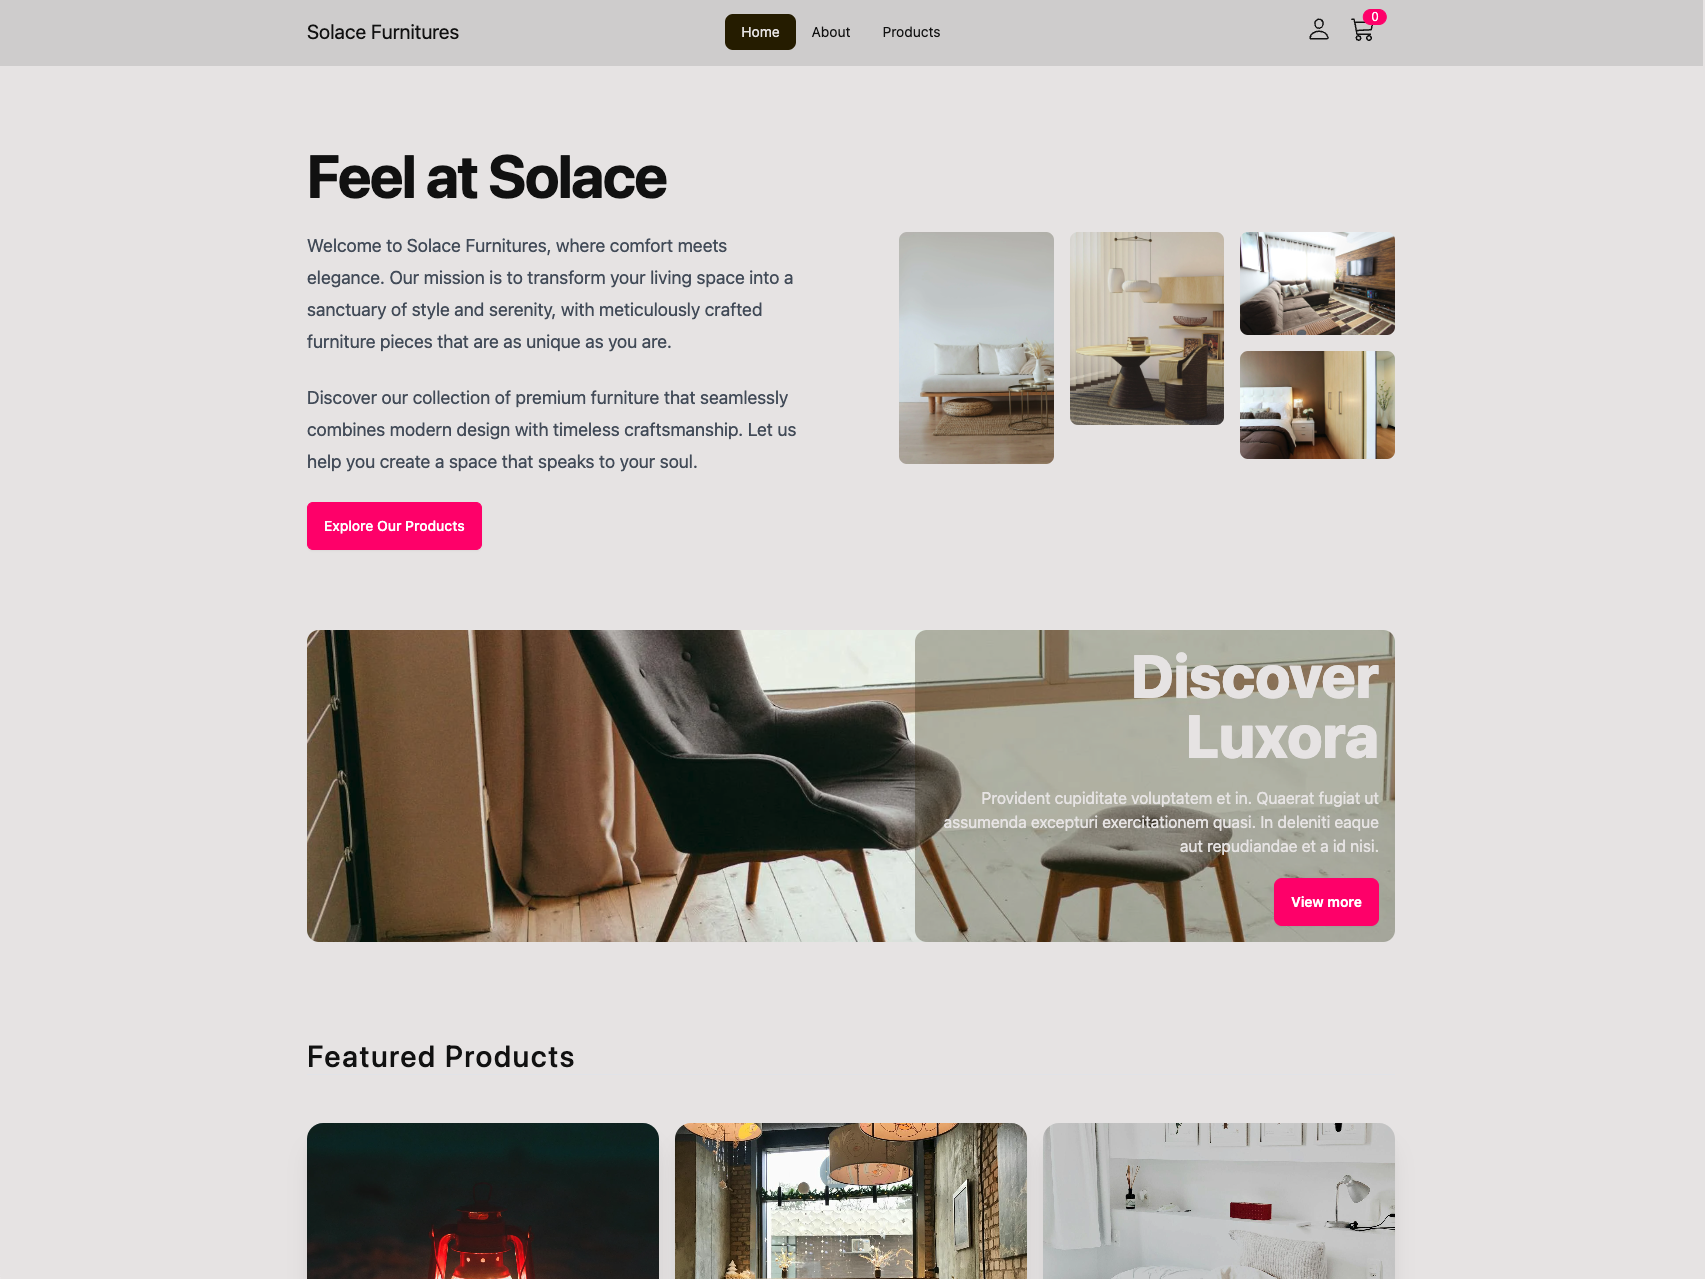 Solace Furnitures
Home
About
Products
0
Feel at Solace
Welcome to Solace Furnitures, where comfort meets
elegance. Our mission is to transform your living space into a
sanctuary of style and serenity, with meticulously crafted
furniture pieces that are as unique as you are.
Discover our collection of premium furniture that seamlessly
combines modern design with timeless craftsmanship. Let us
help you create a space that speaks to your soul.
Explore Our Products
Discover
Luxora
Provident cupiditate voluptatem et in. Quaerat fugiat ut
assumenda excepturi exercitationem quasi. In deleniti eaque
aut repudiandae et a id nisi.
View more
Featured Products